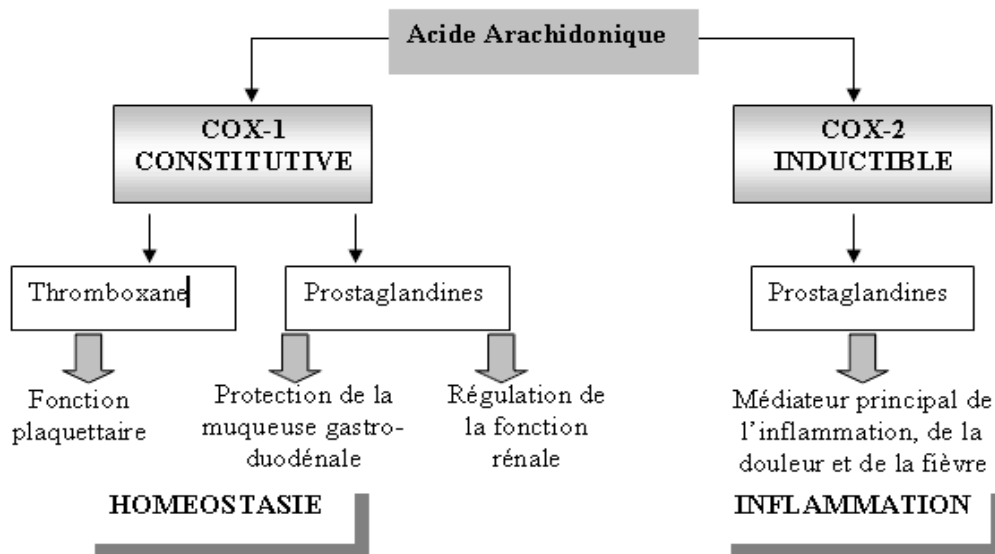 Acide Arachidonique
COX-1
CONSTITUTIVE
COX-2
INDUCTIBLE
Thromboxane
Prostaglandines
Prostaglandines
Fonction
plaquettaire
Protection de la
muqueuse gastro-
duodénale
Régulation de
la fonction
rénale
Médiateur principal de
l'inflammation, de la
douleur et de la fièvre
HOMEOSTASIE
INFLAMMATION